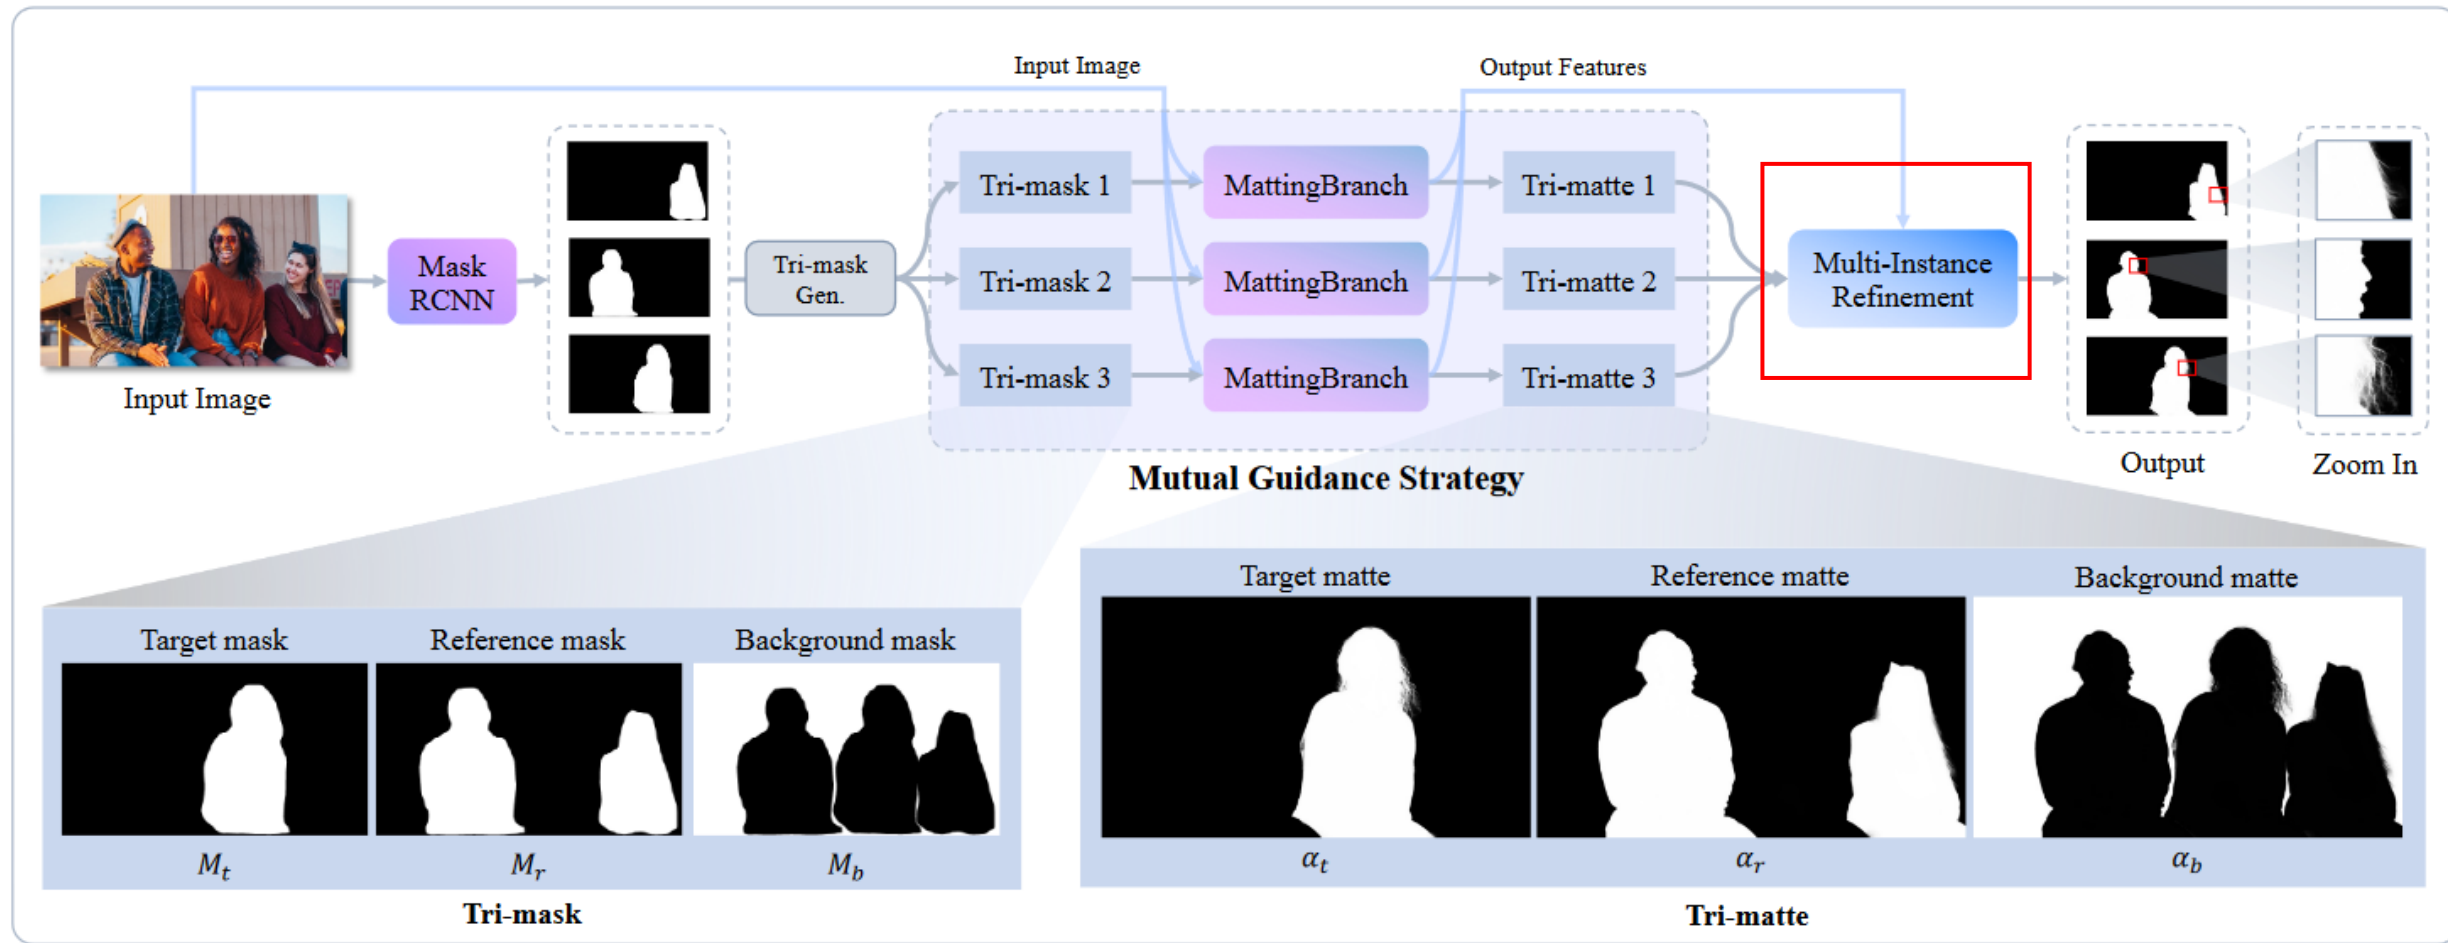 Input Image
Output Features
Mask
RCNN
Tri-mask
Gen.
Tri-mask 1
MattingBranch
Tri-matte 1
Tri-mask 2
MattingBranch
Tri-matte 2
Tri-mask 3
MattingBranch
Tri-matte 3
Multi-Instance
Refinement
Input Image
Output
Zoom In
Mutual Guidance Strategy
Target mask
Reference mask
Background mask
M_t
M_r
M_b
Tri-mask
Target matte
Reference matte
Background matte
α_t
α_r
α_b
Tri-matte